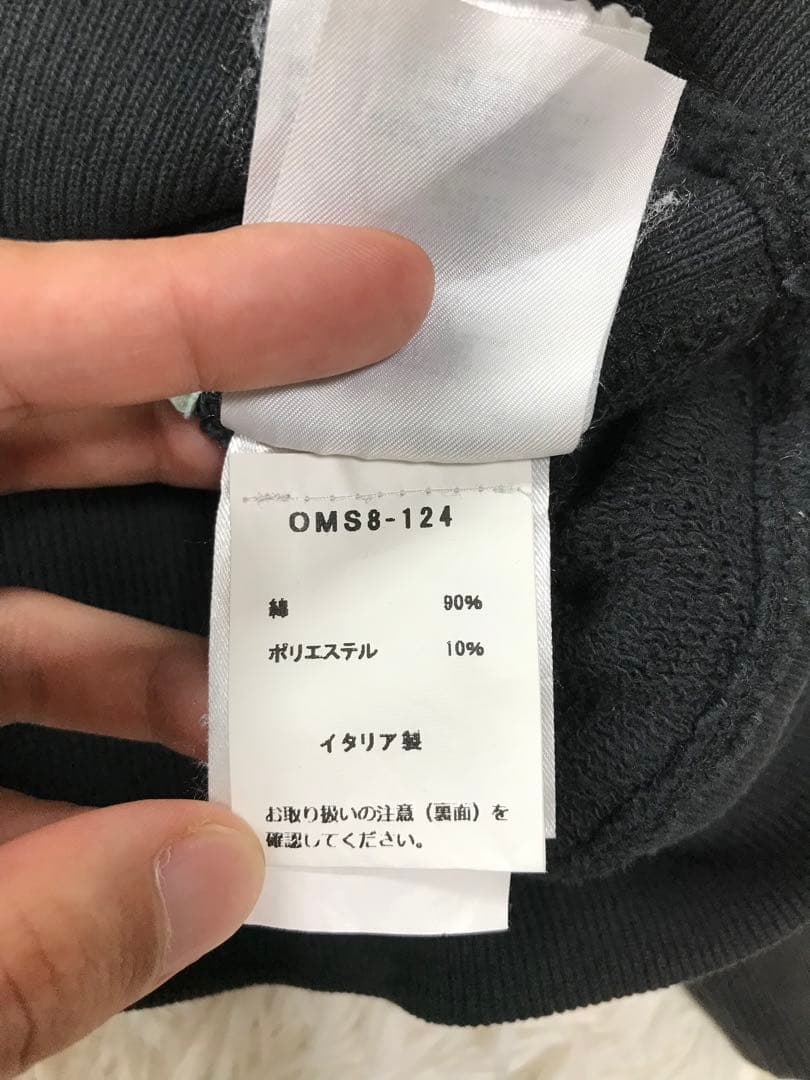 OMS8-124
綿 90%
ポリエステル 10%
イタリア製
お取り扱いの注意（裏面）を
確認してください。